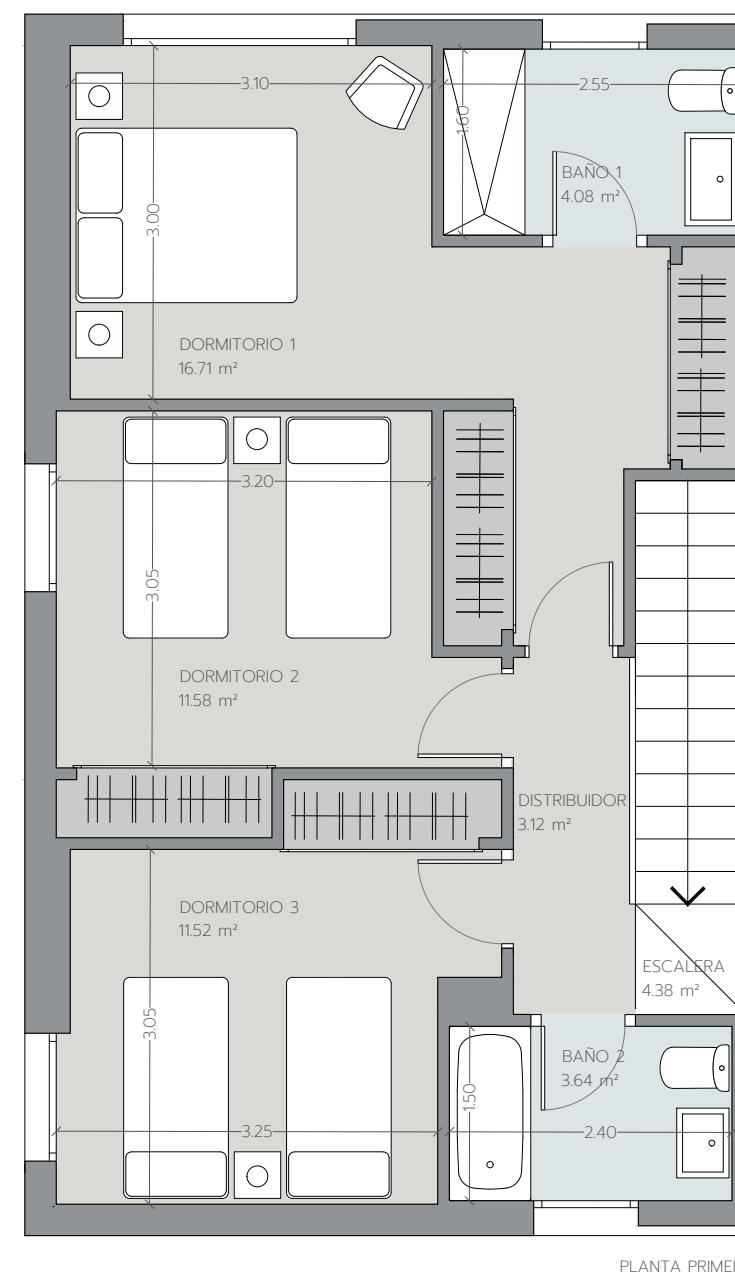 3.10
2.55
1.60
BAÑO 1
4.08 m²
3.00
DORMITORIO 1
16.71 m²
3.20
3.05
DORMITORIO 2
11.58 m²
DISTRIBUIDOR
3.12 m²
DORMITORIO 3
11.52 m²
ESCALERA
4.38 m²
3.05
BAÑO 2
3.64 m²
1.50
3.25
2.40
PLANTA PRIMER